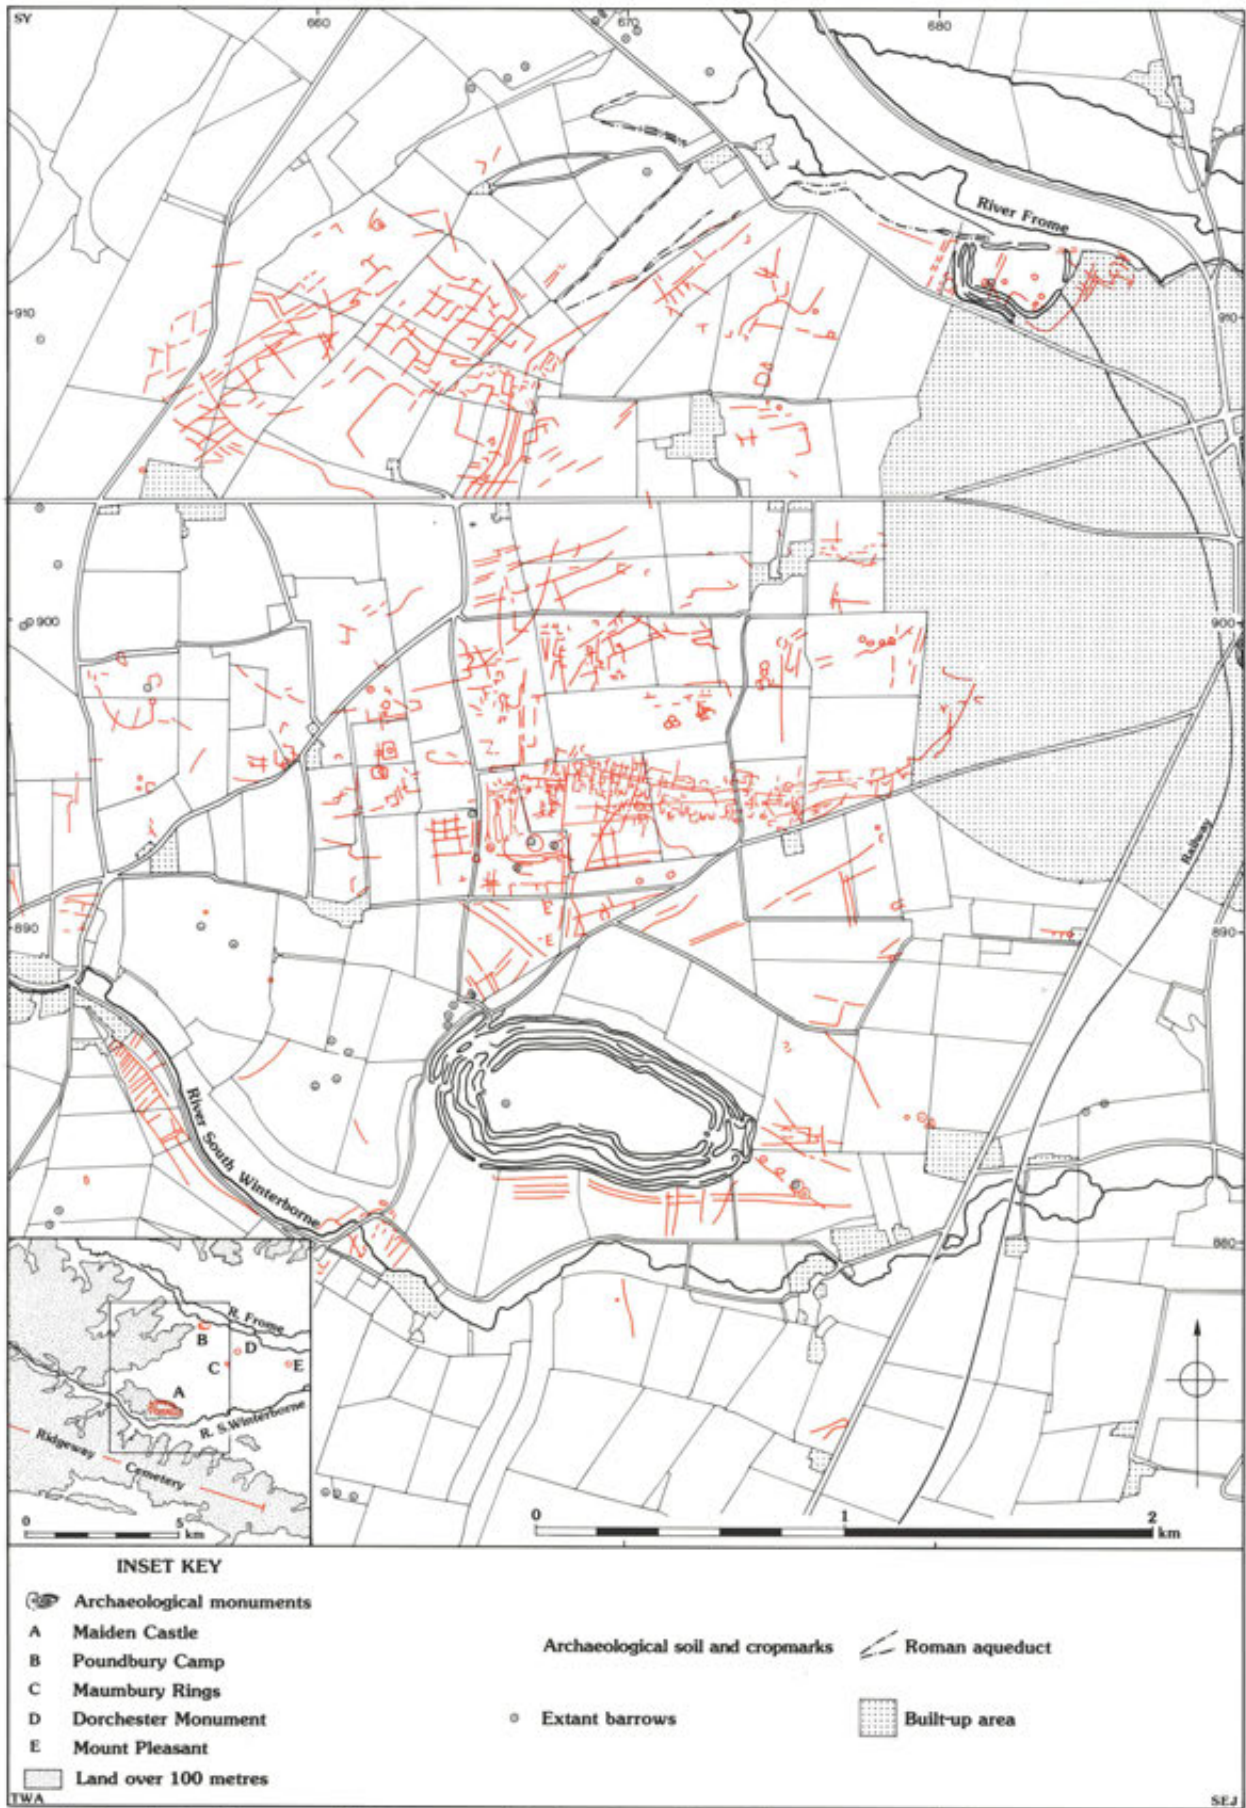 SY
660
670
680
River Frome
910
910
900
900
Railway
890
890
River South Winterborne
880
R. Frome
B
D
C
E
A
R. S. Winterborne
Ridgeway Cemetery
0 5 km
0 1 2 km
INSET KEY
Archaeological monuments
A Maiden Castle
B Poundbury Camp
C Maumbury Rings
D Dorchester Monument
E Mount Pleasant
Land over 100 metres
Archaeological soil and cropmarks
Roman aqueduct
Extant barrows
Built-up area
TWA
SEJ